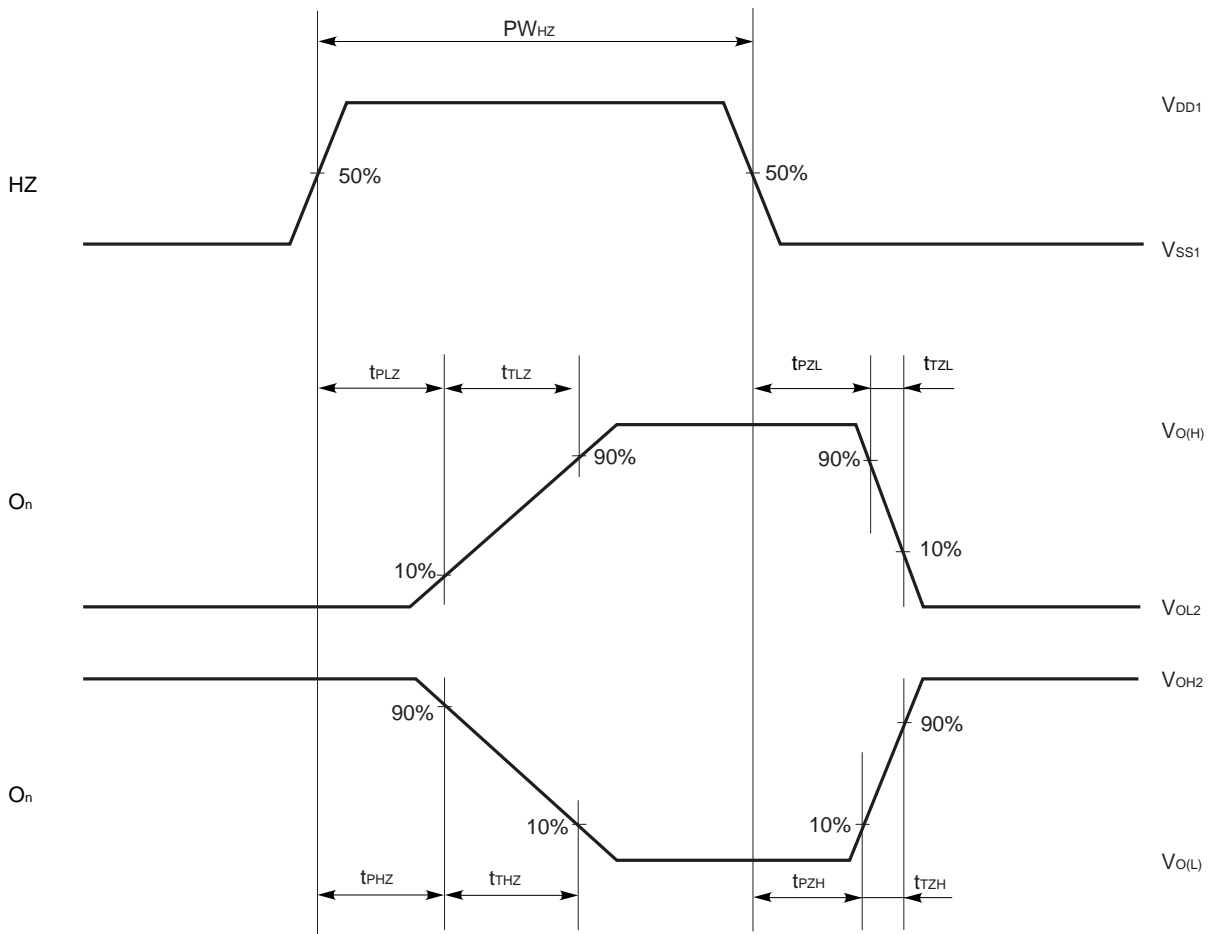 PWHZ
VDD1
HZ
50%
50%
VSS1
tPLZ
tTLZ
tPZL
tTZL
VO(H)
90%
90%
On
10%
10%
VOL2
VOH2
90%
90%
On
10%
10%
VO(L)
tPHZ
tTHZ
tPZH
tTZH